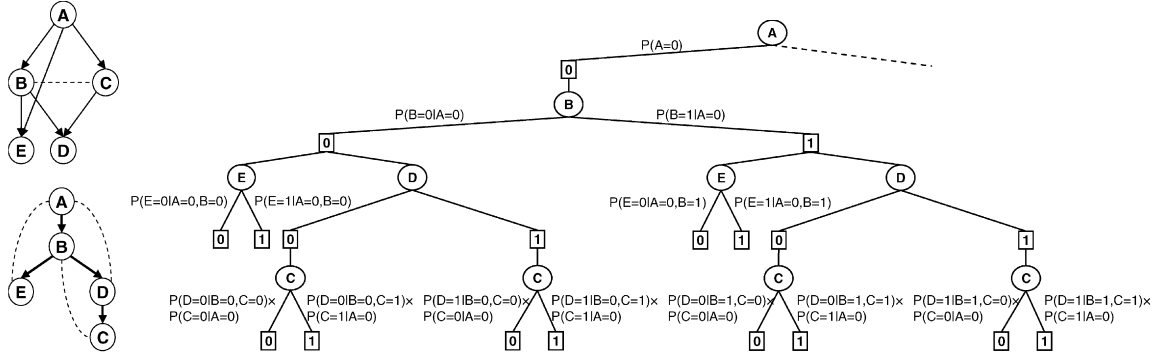 A
B
C
E
D
A
B
E
D
C
A
P(A=0)
0
B
P(B=0|A=0)
P(B=1|A=0)
0
1
E
D
E
D
P(E=0|A=0,B=0)
P(E=1|A=0,B=0)
P(E=0|A=0,B=1)
P(E=1|A=0,B=1)
0
1
0
1
0
1
0
1
C
C
C
C
P(D=0|B=0,C=0)×
P(C=0|A=0)
P(D=0|B=0,C=1)×
P(C=1|A=0)
P(D=1|B=0,C=0)×
P(C=0|A=0)
P(D=1|B=0,C=1)×
P(C=1|A=0)
P(D=0|B=1,C=0)×
P(C=0|A=0)
P(D=0|B=1,C=1)×
P(C=1|A=0)
P(D=1|B=1,C=0)×
P(C=0|A=0)
P(D=1|B=1,C=1)×
P(C=1|A=0)
0
1
0
1
0
1
0
1